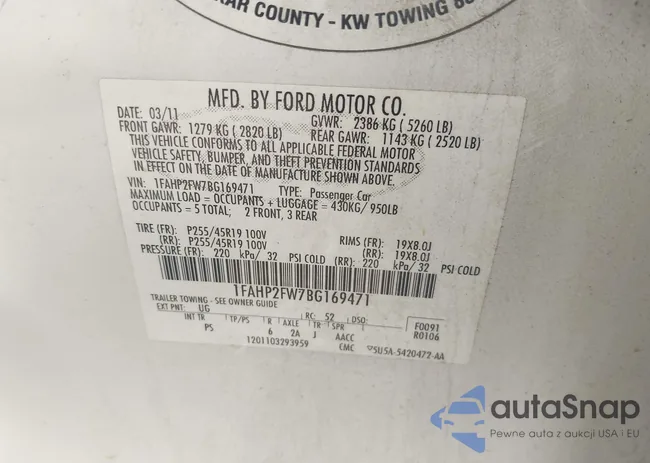 COUNTY - KW TOWING
MFD. BY FORD MOTOR CO.
DATE: 03/11 GVWR: 2386 KG ( 5260 LB)
FRONT GAWR: 1279 KG ( 2820 LB) REAR GAWR: 1143 KG ( 2520 LB)
THIS VEHICLE CONFORMS TO ALL APPLICABLE FEDERAL MOTOR
VEHICLE SAFETY, BUMPER, AND THEFT PREVENTION STANDARDS
IN EFFECT ON THE DATE OF MANUFACTURE SHOWN ABOVE.
VIN: 1FAHP2FW7BG169471 TYPE: Passenger Car
MAXIMUM LOAD = OCCUPANTS + LUGGAGE = 430KG/ 950LB
OCCUPANTS = 5 TOTAL; 2 FRONT, 3 REAR
TIRE (FR): P255/45R19 100V RIMS (FR): 19X8.0J
(RR): P255/45R19 100V (RR): 19X8.0J
PRESSURE (FR): 220 kPa/ 32 PSI COLD (RR): 220 kPa/ 32 PSI COLD
1FAHP2FW7BG169471
TRAILER TOWING - SEE OWNER GUIDE
EXT PNT: UG RC: 52 DSO: F0091
R0106
INT TR TP/PS R AXLE TR SPR
PS 6 2A J AACC
1201103293959 CMC SU5A-5420472-AA
autaSnap
Pewne auta z aukcji USA i EU